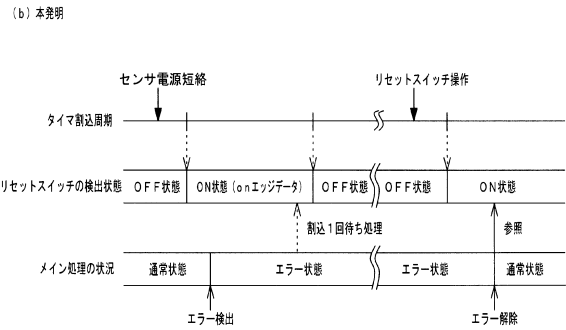 (b) 本発明
センサ電源短絡
リセットスイッチ操作
タイマ割込周期
リセットスイッチの検出状態
OFF状態
ON状態(onエッジデータ)
OFF状態
OFF状態
ON状態
割込1回待ち処理
参照
メイン処理の状況
通常状態
エラー状態
エラー状態
通常状態
エラー検出
エラー解除